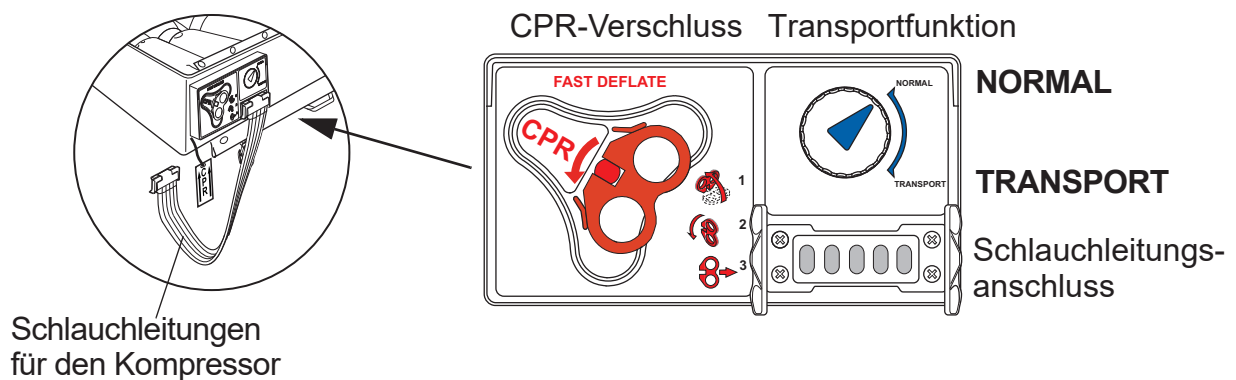 CPR-Verschluss
Transportfunktion
FAST DEFLATE
CPR
1
2
3
NORMAL
TRANSPORT
NORMAL
TRANSPORT
Schlauchleitungs-
anschluss
CPR
Schlauchleitungen
für den Kompressor